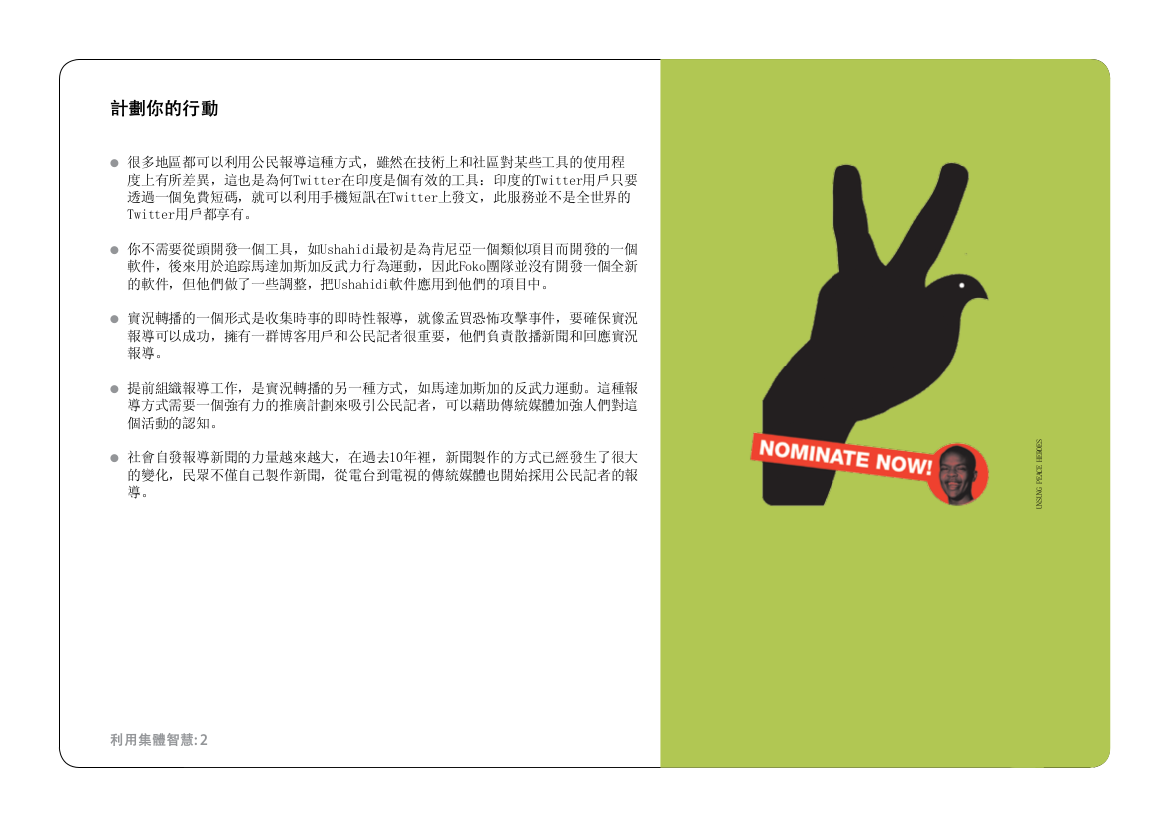 計劃你的行動
很多地區都可以利用公民報導這種方式，雖然在技術上和社區對某些工具的使用程
度上有所差異，這也是為何Twitter在印度是個有效的工具：印度的Twitter用戶只要
透過一個免費短碼，就可以利用手機短訊在Twitter上發文，此服務並不是全世界的
Twitter用戶都享有。
你不需要從頭開發一個工具，如Ushahidi最初是為肯尼亞一個類似項目而開發的一個
軟件，後來用於追踪馬達加斯加反武力行為運動，因此Foko團隊並沒有開發一個全新
的軟件，但他們做了一些調整，把Ushahidi軟件應用到他們的項目中。
實況轉播的一個形式是收集時事的即時性報導，就像孟買恐怖攻擊事件，要確保實況
報導可以成功，擁有一群博客用戶和公民記者很重要，他們負責散播新聞和回應實況
報導。
提前組織報導工作，是實況轉播的另一種方式，如馬達加斯加的反武力運動。這種報
導方式需要一個強有力的推廣計劃來吸引公民記者，可以藉助傳統媒體加強人們對這
個活動的認知。
社會自發報導新聞的力量越來越大，在過去10年裡，新聞製作的方式已經發生了很大
的變化，民眾不僅自己製作新聞，從電台到電視的傳統媒體也開始採用公民記者的報
導。
NOMINATE NOW!
UNSUNG PEACE HEROES
利用集體智慧: 2